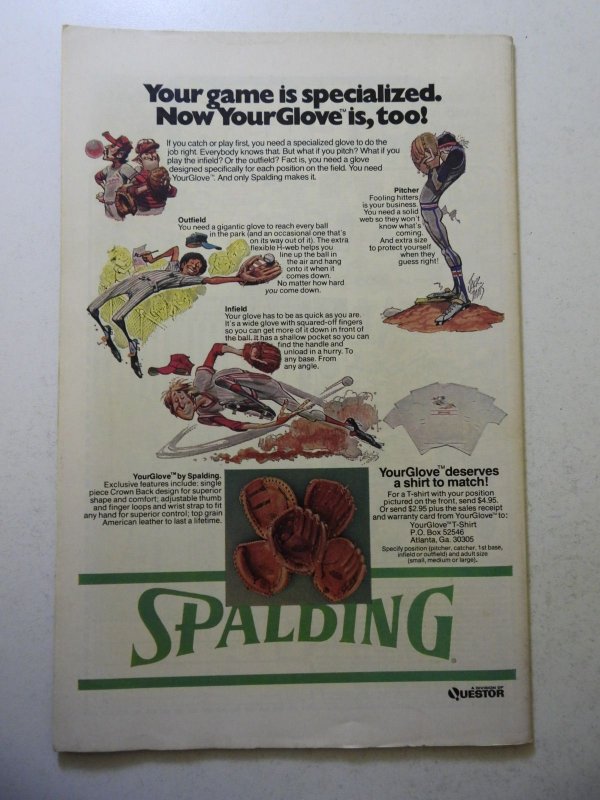 Your game is specialized.
Now YourGlove™ is, too!
If you catch or play first, you need a specialized glove to do the
job right. Everybody knows that. But what if you pitch? What if you
play the infield? Or the outfield? Fact is, you need a glove
designed specifically for each position on the field. You need
YourGlove™. And only Spalding makes it.
Pitcher
Fooling hitters
is your business.
You need a solid
web so they won't
know what's
coming.
And extra size
to protect yourself
when they
guess right!
Outfield
You need a gigantic glove to reach every ball
in the park (and an occasional one that's
on its way out of it). The extra
flexible H-web helps you
line up the ball in
the air and hang
onto it when it
comes down.
No matter how hard
you come down.
Infield
Your glove has to be as quick as you are.
It's a wide glove with squared-off fingers
so you can get more of it down in front of
the ball. It has a shallow pocket so you can
find the handle and
unload in a hurry. To
any base. From
any angle.
YourGlove™ by Spalding.
Exclusive features include: single
piece Crown Back design for superior
shape and comfort; adjustable thumb
and finger loops and wrist strap to fit
any hand for superior control; top grain
American leather to last a lifetime.
YourGlove™ deserves
a shirt to match!
For a T-shirt with your position
pictured on the front, send $4.95.
Or send $2.95 plus the sales receipt
and warranty card from YourGlove™ to:
YourGlove™ T-Shirt
P.O. Box 52546
Atlanta, Ga. 30305
Specify position (pitcher, catcher, 1st base,
infield or outfield) and adult size
(small, medium or large).
SPALDING®
A DIVISION OF
QUESTOR